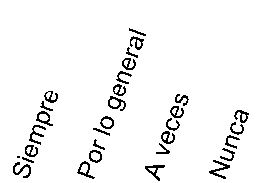 Siempre
Por lo general
A veces
Nunca